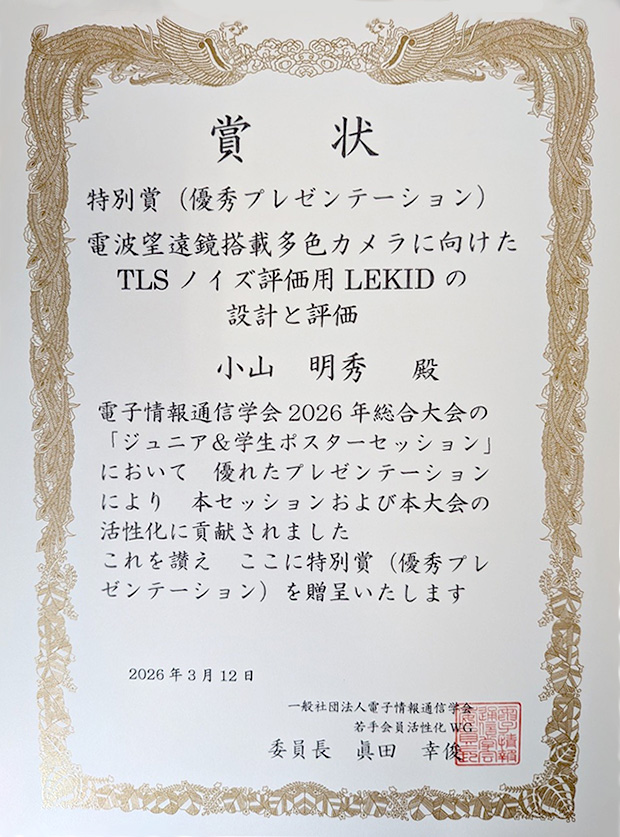 賞 状
特別賞（優秀プレゼンテーション）
電波望遠鏡搭載多色カメラに向けた
TLS ノイズ評価用 LEKID の
設計と評価
小山 明秀 殿
電子情報通信学会 2026 年総合大会の
「ジュニア＆学生ポスターセッション」
において 優れたプレゼンテーション
により 本セッションおよび本大会の
活性化に貢献されました
これを讃え ここに特別賞（優秀プレ
ゼンテーション）を贈呈いたします
2026 年 3 月 12 日
一般社団法人電子情報通信学会
若手会員活性化 WG
委員長 眞田 幸俊